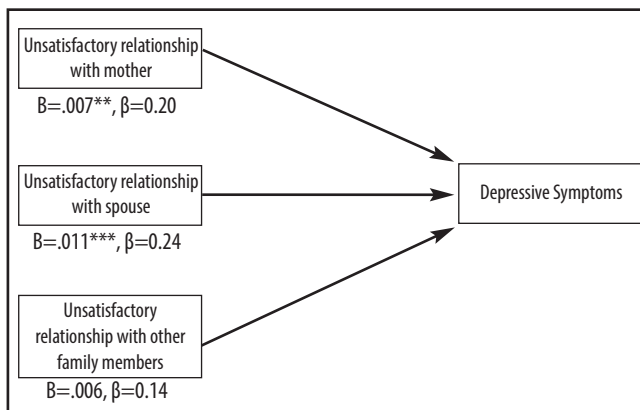 Unsatisfactory relationship
with mother
B=.007**, β=0.20
Unsatisfactory relationship
with spouse
B=.011***, β=0.24
Depressive Symptoms
Unsatisfactory
relationship with other
family members
B=.006, β=0.14